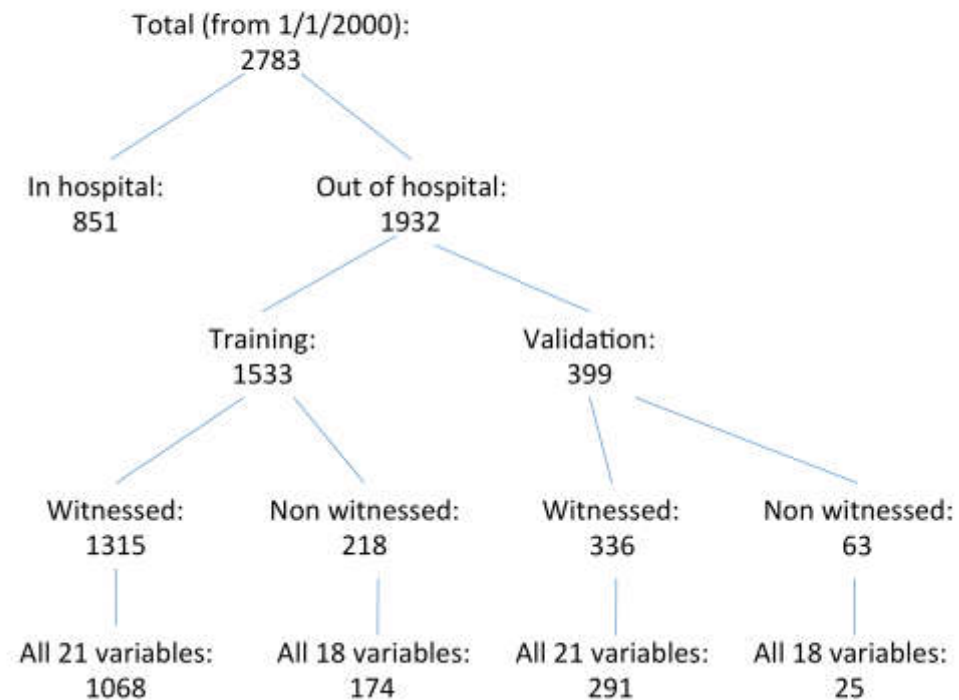 Total (from 1/1/2000):
2783
In hospital:
851
Out of hospital:
1932
Training:
1533
Validation:
399
Witnessed:
1315
Non witnessed:
218
Witnessed:
336
Non witnessed:
63
All 21 variables:
1068
All 18 variables:
174
All 21 variables:
291
All 18 variables:
25